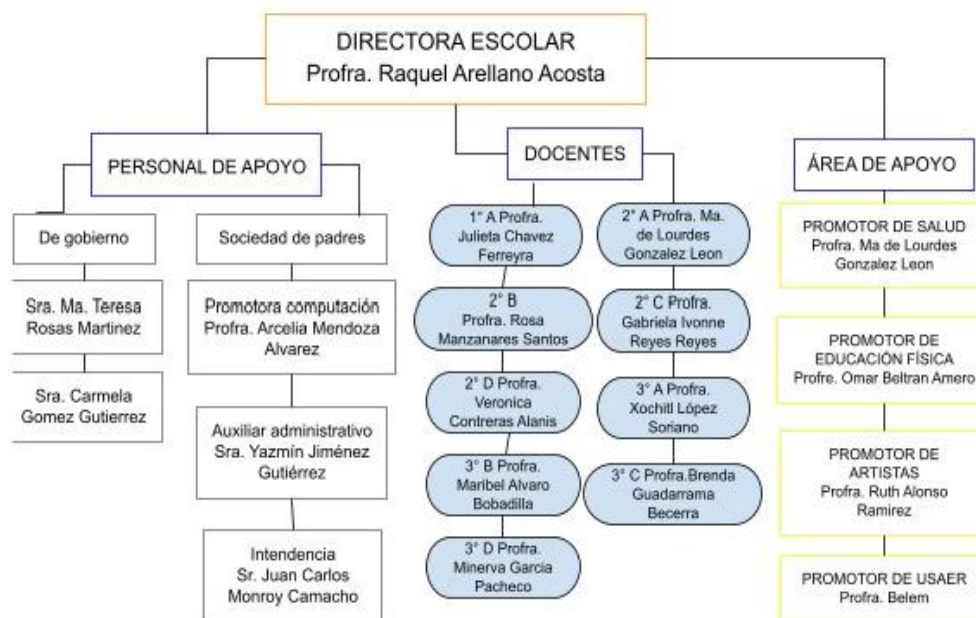 DIRECTORA ESCOLAR
Profra. Raquel Arellano Acosta
PERSONAL DE APOYO
De gobierno
Sra. Ma. Teresa
Rosas Martinez
Sra. Carmela
Gomez Gutierrez
Sociedad de padres
Promotora computación
Profra. Arcelia Mendoza
Alvarez
Auxiliar administrativo
Sra. Yazmín Jiménez
Gutiérrez
Intendencia
Sr. Juan Carlos
Monroy Camacho
DOCENTES
1° A Profra.
Julieta Chavez
Ferreyra
2° B
Profra. Rosa
Manzanares Santos
2° D Profra.
Veronica
Contreras Alanis
3° B Profra.
Maribel Alvaro
Bobadilla
3° D Profra.
Minerva Garcia
Pacheco
2° A Profra. Ma.
de Lourdes
Gonzalez Leon
2° C Profra.
Gabriela Ivonne
Reyes Reyes
3° A Profra.
Xochitl López
Soriano
3° C Profra.Brenda
Guadarrama
Becerra
ÁREA DE APOYO
PROMOTOR DE SALUD
Profra. Ma de Lourdes
Gonzalez Leon
PROMOTOR DE
EDUCACIÓN FÍSICA
Profre. Omar Beltran Amero
PROMOTOR DE
ARTISTAS
Profra. Ruth Alonso
Ramirez
PROMOTOR DE USAER
Profra. Belem